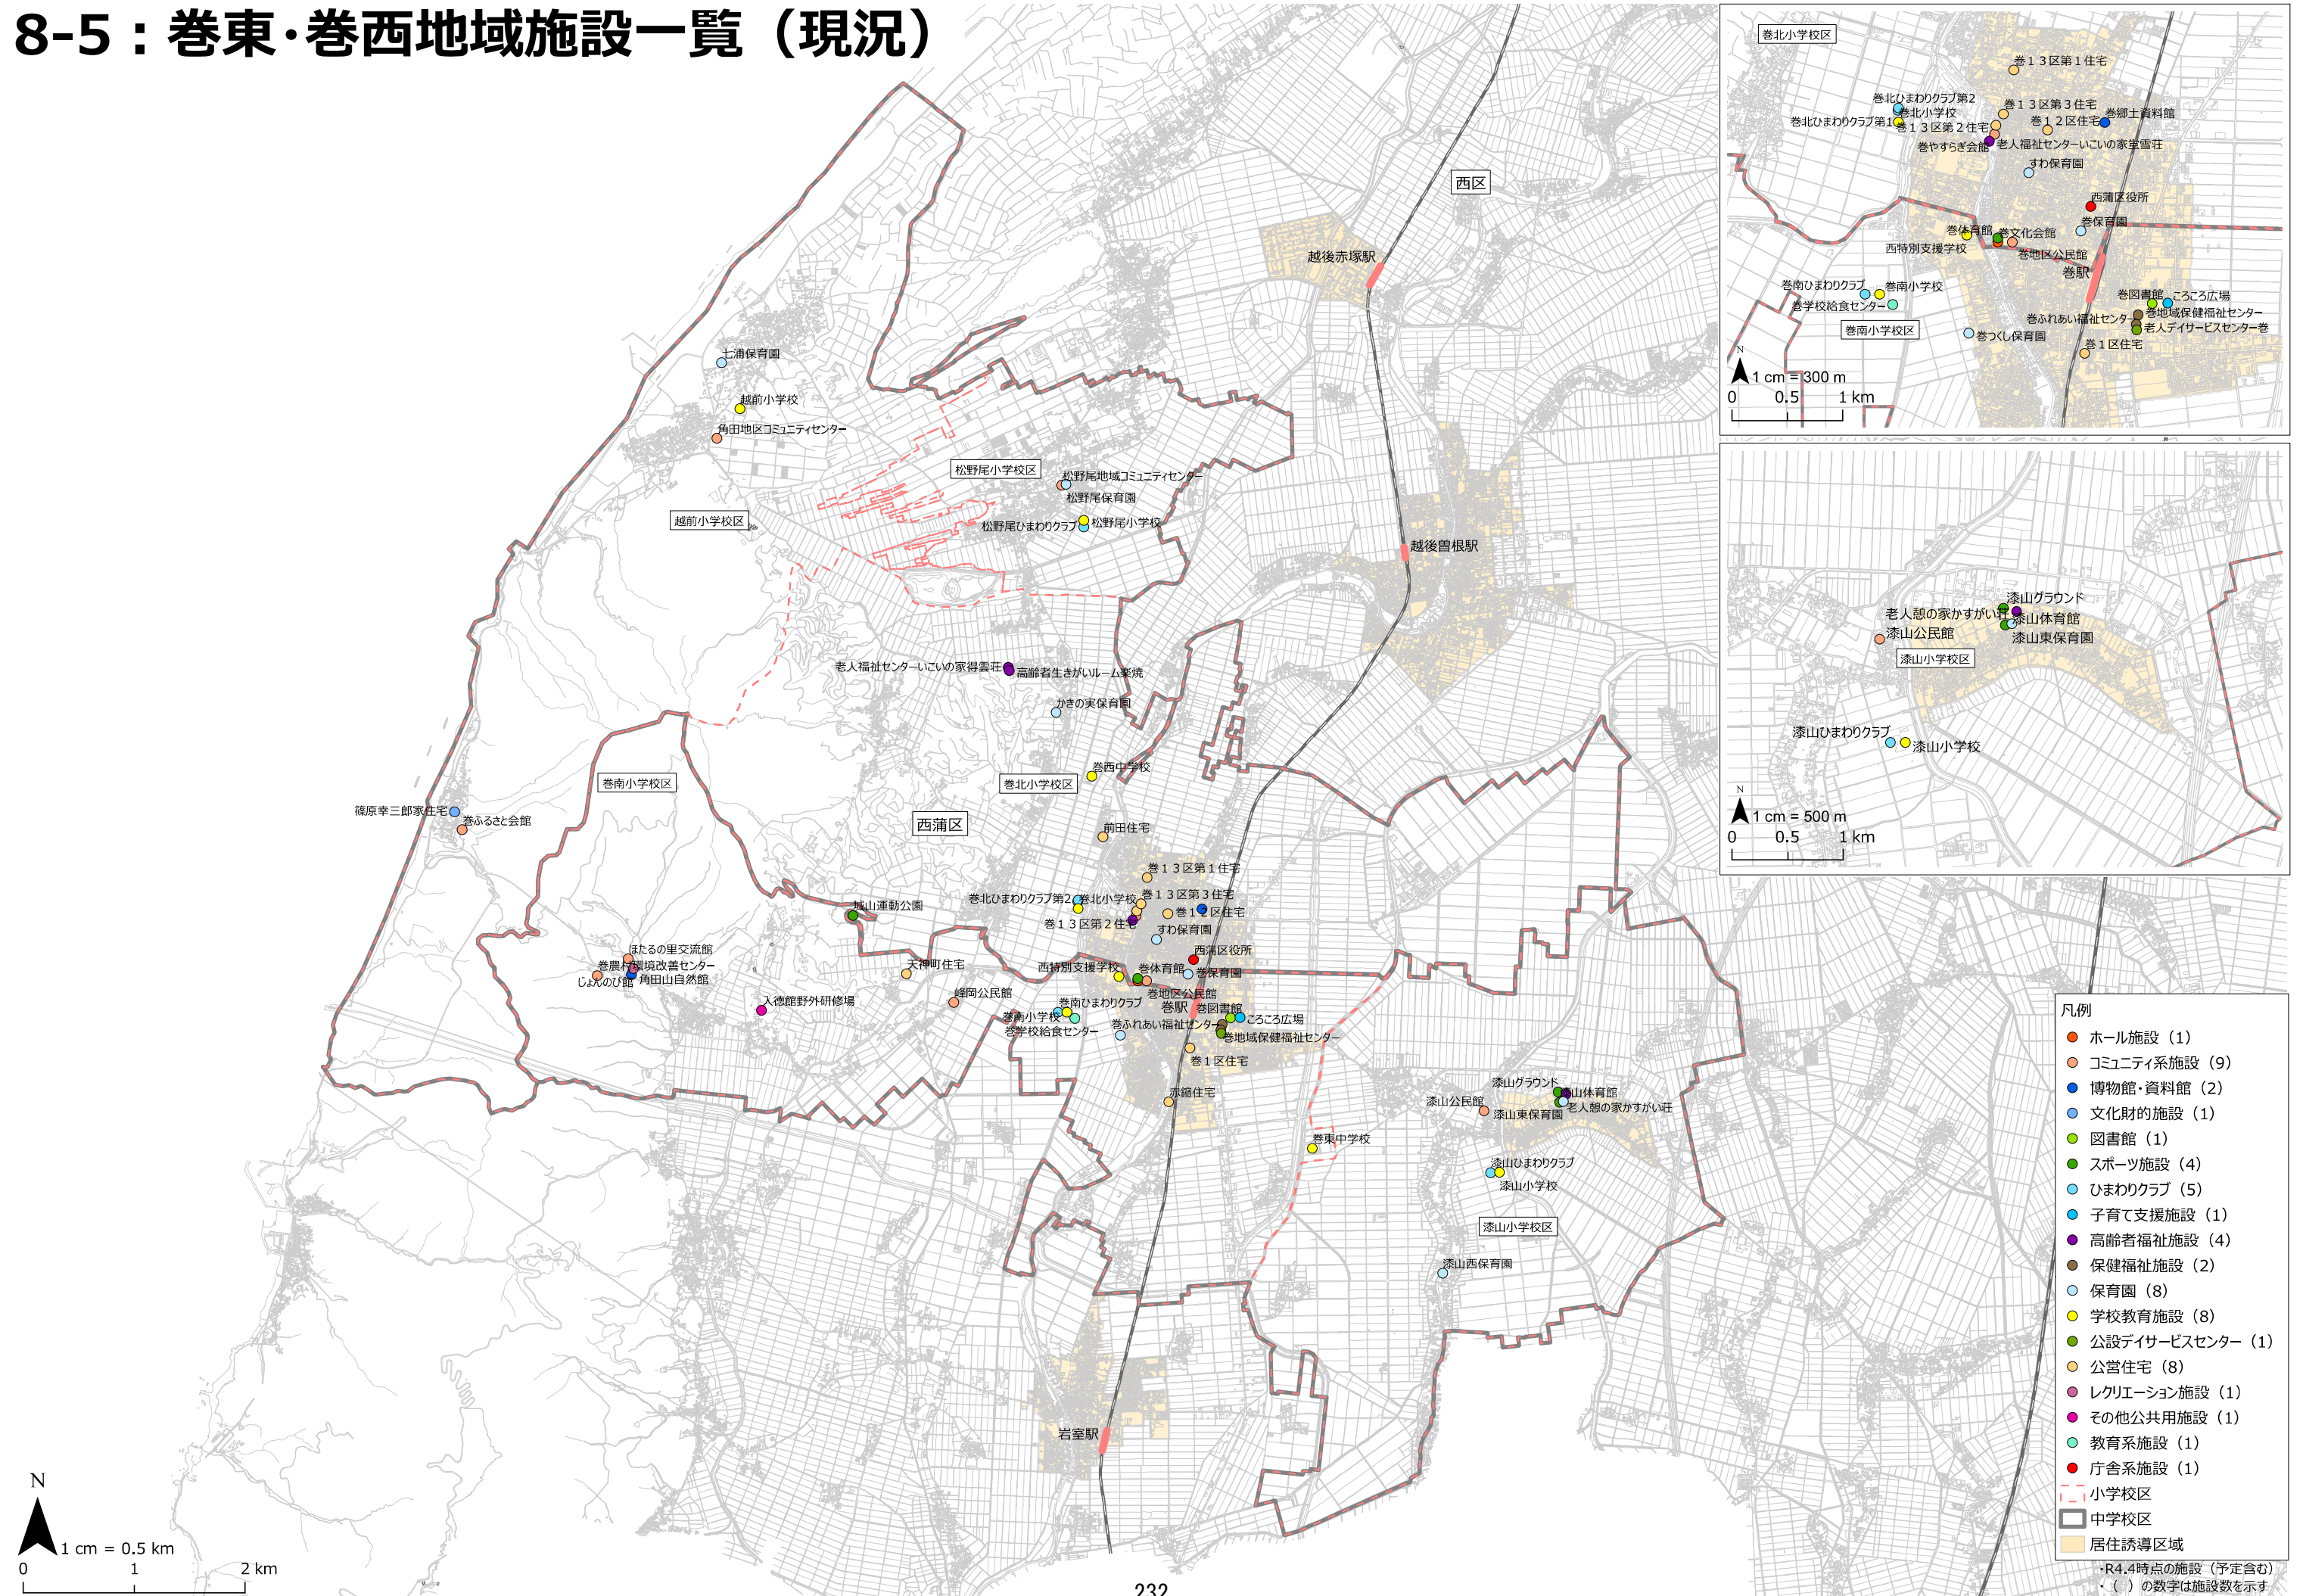 8-5：巻東･巻西地域施設一覧（現況）
西区
越後赤塚駅
七浦保育園
越前小学校
角田地区コミュニティセンター
松野尾小学校区
松野尾地域コミュニティセンター
松野尾保育園
越前小学校区
松野尾ひまわりクラブ
松野尾小学校
越後曽根駅
老人福祉センターいこいの家得雲荘
高齢者生きがいルーム楽焼
かきの実保育園
巻西中学校
巻南小学校区
巻北小学校区
篠原幸三郎家住宅
巻ふるさと会館
西蒲区
前田住宅
巻１３区第１住宅
巻北ひまわりクラブ第2
巻北小学校
巻１３区第３住宅
城山運動公園
巻１２区住宅
巻１３区第２住宅
すわ保育園
ほたるの里交流館
西蒲区役所
巻農村環境改善センター
天神町住宅
西特別支援学校
巻体育館
巻保育園
じょんのび館
角田山自然館
入徳館野外研修場
峰岡公民館
巻地区公民館
巻南ひまわりクラブ
巻駅
巻図書館
巻南小学校
ころころ広場
巻学校給食センター
巻ふれあい福祉センター
巻地域保健福祉センター
巻１区住宅
赤鏥住宅
漆山グラウンド
漆山体育館
漆山公民館
漆山東保育園
老人憩の家かすがい荘
巻東中学校
漆山ひまわりクラブ
漆山小学校
漆山小学校区
漆山西保育園
岩室駅
N
1 cm = 0.5 km
0 1 2 km
232
巻北小学校区
巻１３区第１住宅
巻北ひまわりクラブ第2
巻北小学校
巻１３区第３住宅
巻郷土資料館
巻北ひまわりクラブ第1
巻１３区第２住宅
巻１２区住宅
巻やすらぎ会館
老人福祉センターいこいの家蛍雪荘
すわ保育園
西蒲区役所
巻保育園
巻体育館
巻文化会館
西特別支援学校
巻地区公民館
巻駅
巻南ひまわりクラブ
巻南小学校
巻図書館
ころころ広場
巻学校給食センター
巻地域保健福祉センター
巻ふれあい福祉センター
老人デイサービスセンター巻
巻南小学校区
巻つくし保育園
巻１区住宅
N
1 cm = 300 m
0 0.5 1 km
漆山グラウンド
老人憩の家かすがい荘
漆山体育館
漆山公民館
漆山東保育園
漆山小学校区
漆山ひまわりクラブ
漆山小学校
N
1 cm = 500 m
0 0.5 1 km
凡例
ホール施設（1）
コミュニティ系施設（9）
博物館･資料館（2）
文化財的施設（1）
図書館（1）
スポーツ施設（4）
ひまわりクラブ（5）
子育て支援施設（1）
高齢者福祉施設（4）
保健福祉施設（2）
保育園（8）
学校教育施設（8）
公設デイサービスセンター（1）
公営住宅（8）
レクリエーション施設（1）
その他公共用施設（1）
教育系施設（1）
庁舎系施設（1）
小学校区
中学校区
居住誘導区域
･R4.4時点の施設（予定含む）
･（ ）の数字は施設数を示す